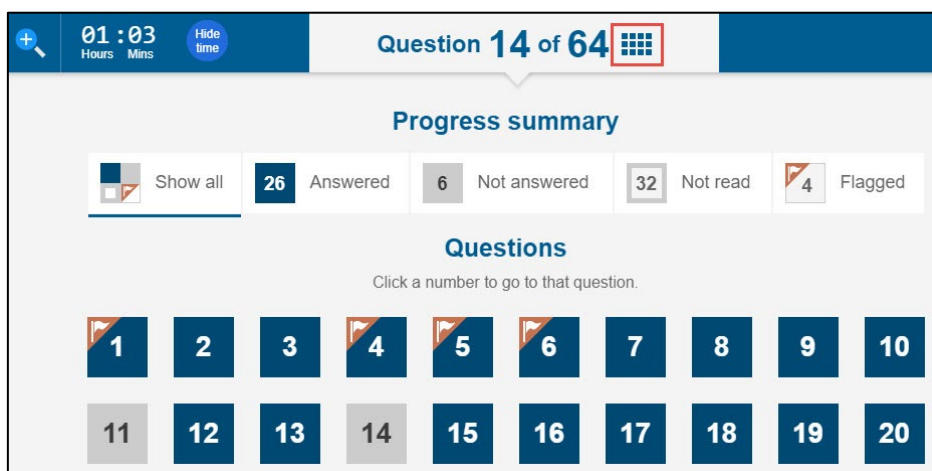 01:03
Hours Mins
Hide
time
Question 14 of 64
Progress summary
Show all
26 Answered
6 Not answered
32 Not read
4 Flagged
Questions
Click a number to go to that question.
1 2 3 4 5 6 7 8 9 10
11 12 13 14 15 16 17 18 19 20